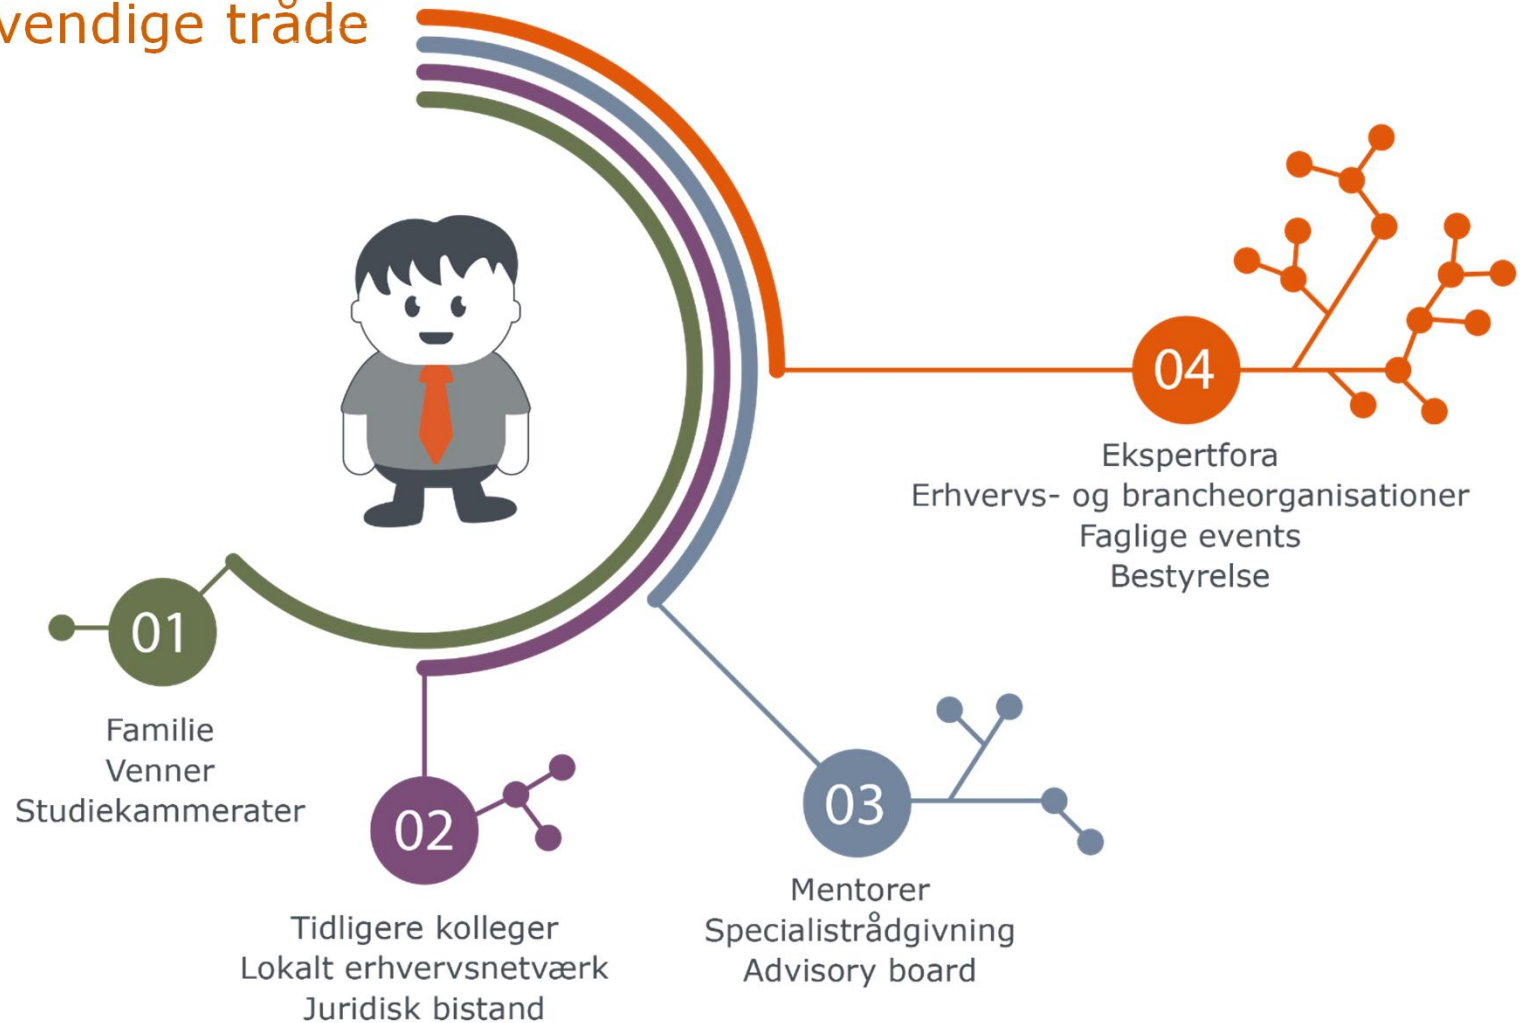 vendige tråde
04
Ekspertfora
Erhvervs- og brancheorganisationer
Faglige events
Bestyrelse
01
Familie
Venner
Studiekammerater
02
Tidligere kolleger
Lokalt erhvervsnetværk
Juridisk bistand
03
Mentorer
Specialistrådgivning
Advisory board